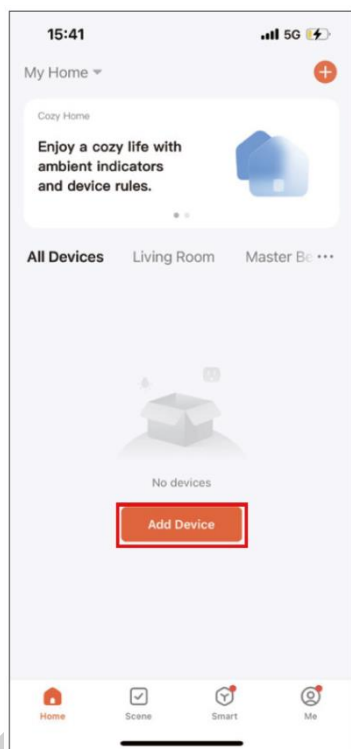 15:41
5G
My Home
Cozy Home
Enjoy a cozy life with
ambient indicators
and device rules.
All Devices Living Room Master Be
No devices
Add Device
Home Scene Smart Me